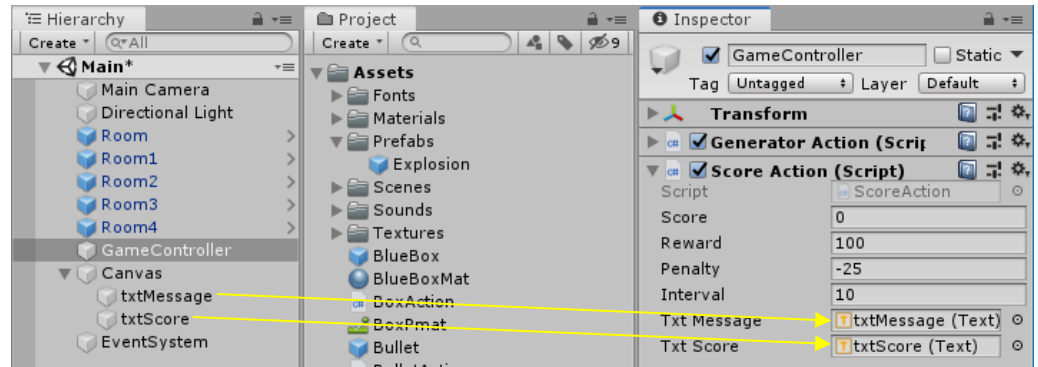 Hierarchy
Create
All
Main*
Main Camera
Directional Light
Room
Room1
Room2
Room3
Room4
GameController
Canvas
txtMessage
txtScore
EventSystem
Project
Create
9
Assets
Fonts
Materials
Prefabs
Explosion
Scenes
Sounds
Textures
BlueBox
BlueBoxMat
BoxAction
BoxPmat
Bullet
Inspector
GameController
Static
Tag Untagged Layer Default
Transform
Generator Action (Scrip
Score Action (Script)
Script ScoreAction
Score 0
Reward 100
Penalty -25
Interval 10
Txt Message txtMessage (Text)
Txt Score txtScore (Text)